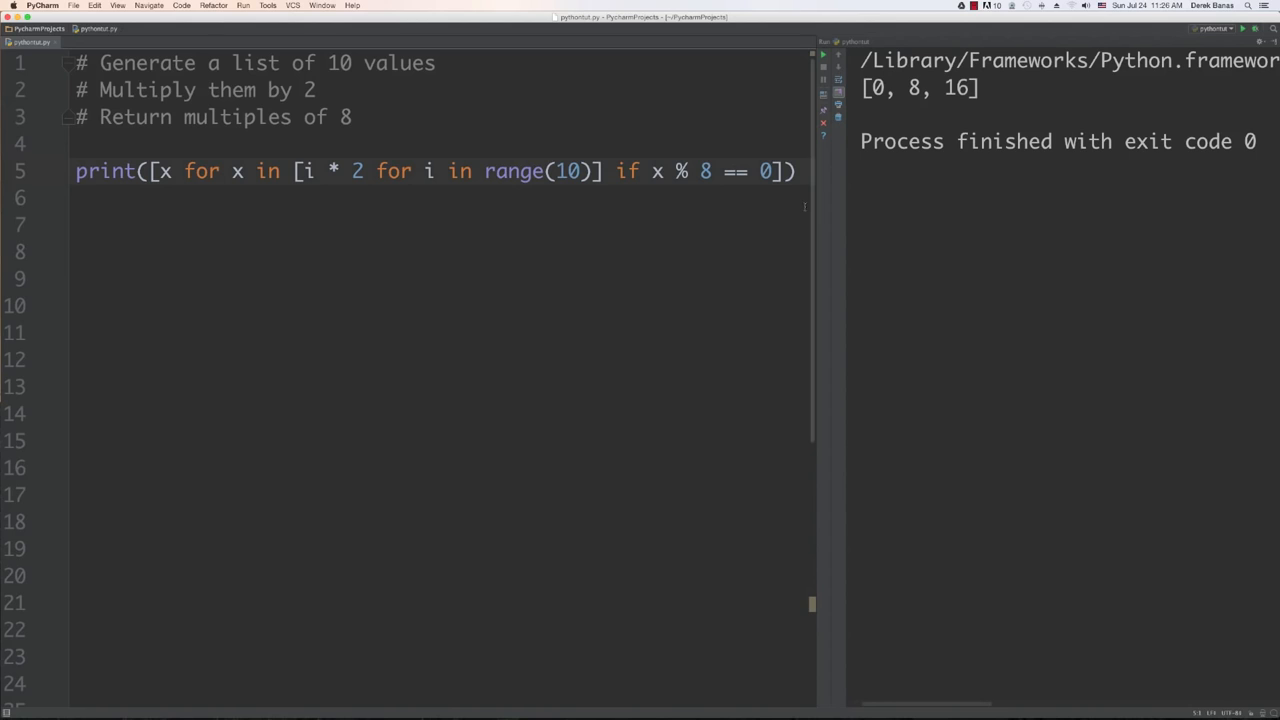 PyCharm File Edit View Navigate Code Refactor Run Tools VCS Window Help
10 Sun Jul 24 11:26 AM Derek Banas
pythontut.py - PycharmProjects - [~/PycharmProjects]
PycharmProjects pythontut.py
pythontut
pythontut.py
Run: pythontut
1 # Generate a list of 10 values
2 # Multiply them by 2
3 # Return multiples of 8
4
5 print([x for x in [i * 2 for i in range(10)] if x % 8 == 0])
6
7
8
9
10
11
12
13
14
15
16
17
18
19
20
21
22
23
24
/Library/Frameworks/Python.framewor
[0, 8, 16]
Process finished with exit code 0
5:1 LF‡ UTF-8‡